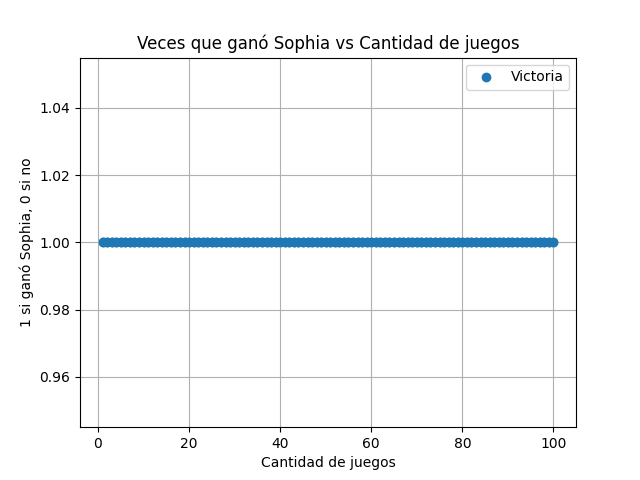 Veces que ganó Sophia vs Cantidad de juegos
Victoria
1.04
1.02
1.00
0.98
0.96
1 si ganó Sophia, 0 si no
0 20 40 60 80 100
Cantidad de juegos